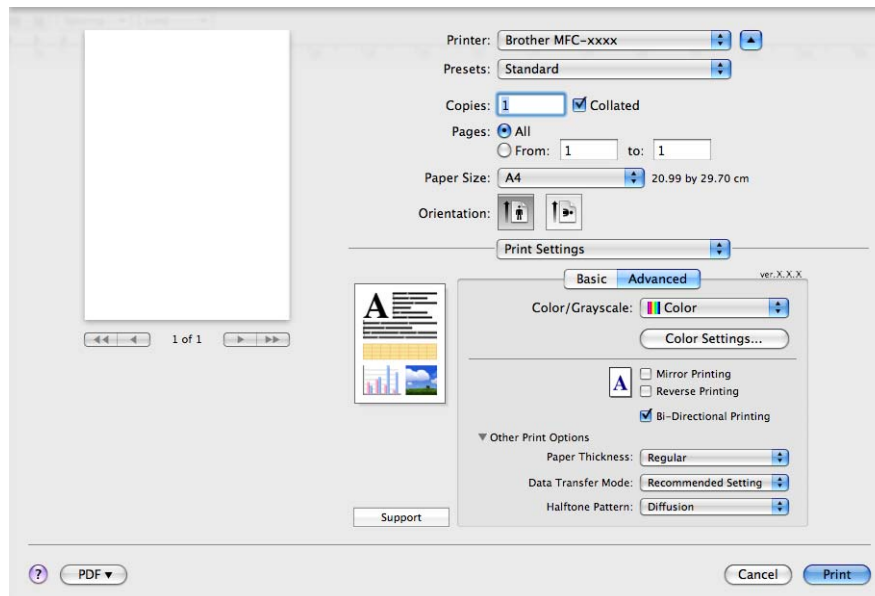 Printer: Brother MFC-xxxx
Presets: Standard
Copies: 1 Collated
Pages: All
From: 1 to: 1
Paper Size: A4 20.99 by 29.70 cm
Orientation:
Print Settings
Basic Advanced ver.X.X.X
Color/Grayscale: Color
Color Settings...
A
A
Mirror Printing
Reverse Printing
Bi-Directional Printing
1 of 1
Other Print Options
Paper Thickness: Regular
Data Transfer Mode: Recommended Setting
Halftone Pattern: Diffusion
Support
? PDF▼ Cancel Print